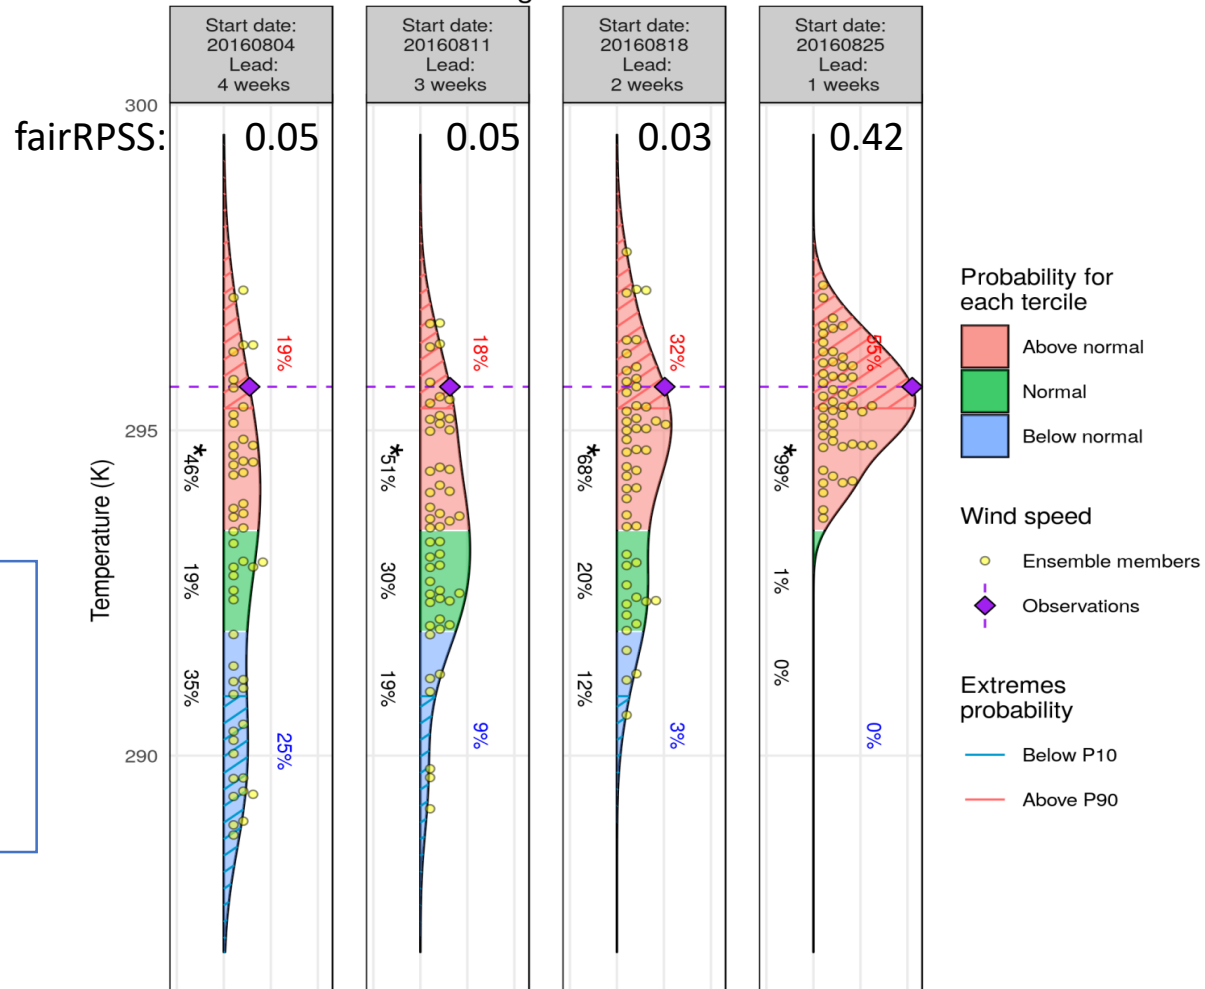 g
Start date:
20160804
Lead:
4 weeks
Start date:
20160811
Lead:
3 weeks
Start date:
20160818
Lead:
2 weeks
Start date:
20160825
Lead:
1 weeks
300
295
290
Temperature (K)
fairRPSS: 0.05 0.05 0.03 0.42
19% 18% 32% 55%
*46% *51% *68% *99%
19% 30% 20% 1%
35% 19% 12% 0%
25% 9% 3% 0%
Probability for
each tercile
Above normal
Normal
Below normal
Wind speed
Ensemble members
Observations
Extremes
probability
Below P10
Above P90